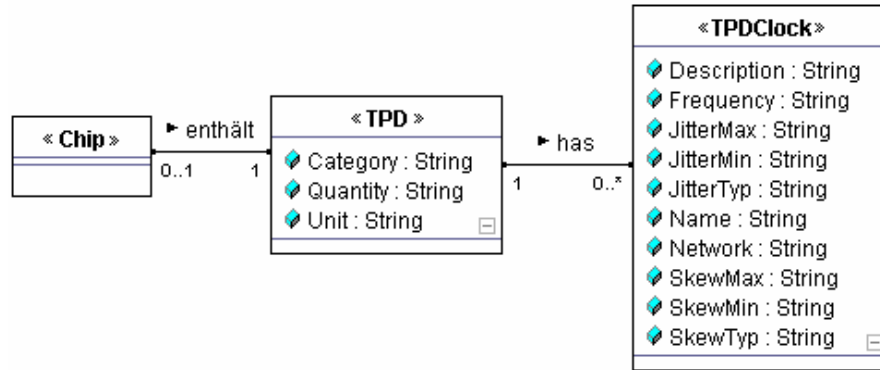 « Chip »
► enthält
0..1
1
« TPD »
Category : String
Quantity : String
Unit : String
► has
1
0..*
«TPDClock»
Description : String
Frequency : String
JitterMax : String
JitterMin : String
JitterTyp : String
Name : String
Network : String
SkewMax : String
SkewMin : String
SkewTyp : String